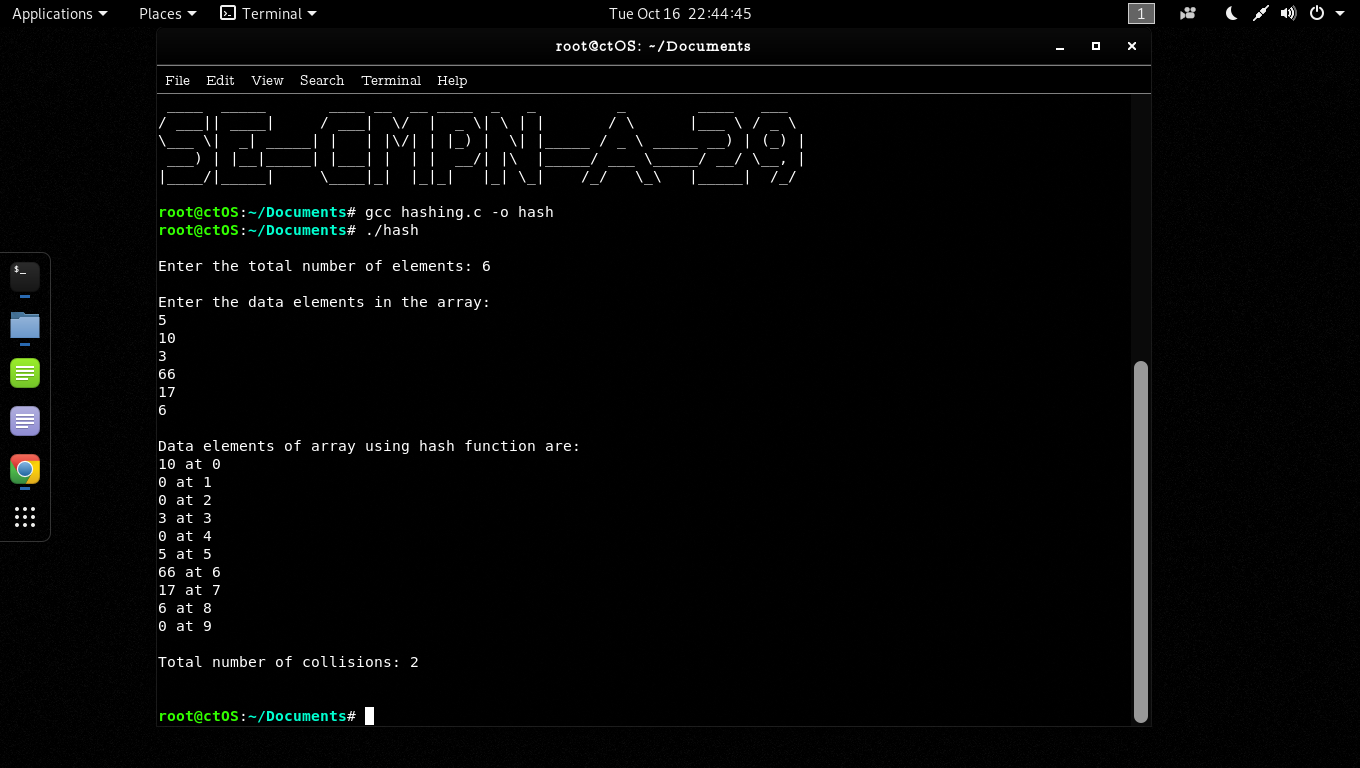 Applications Places Terminal Tue Oct 16 22:44:45 1
root@ctOS: ~/Documents
File Edit View Search Terminal Help
SE-CMPN-A-29
root@ctOS:~/Documents# gcc hashing.c -o hash
root@ctOS:~/Documents# ./hash
Enter the total number of elements: 6
Enter the data elements in the array:
5
10
3
66
17
6
Data elements of array using hash function are:
10 at 0
0 at 1
0 at 2
3 at 3
0 at 4
5 at 5
66 at 6
17 at 7
6 at 8
0 at 9
Total number of collisions: 2
root@ctOS:~/Documents#
$_